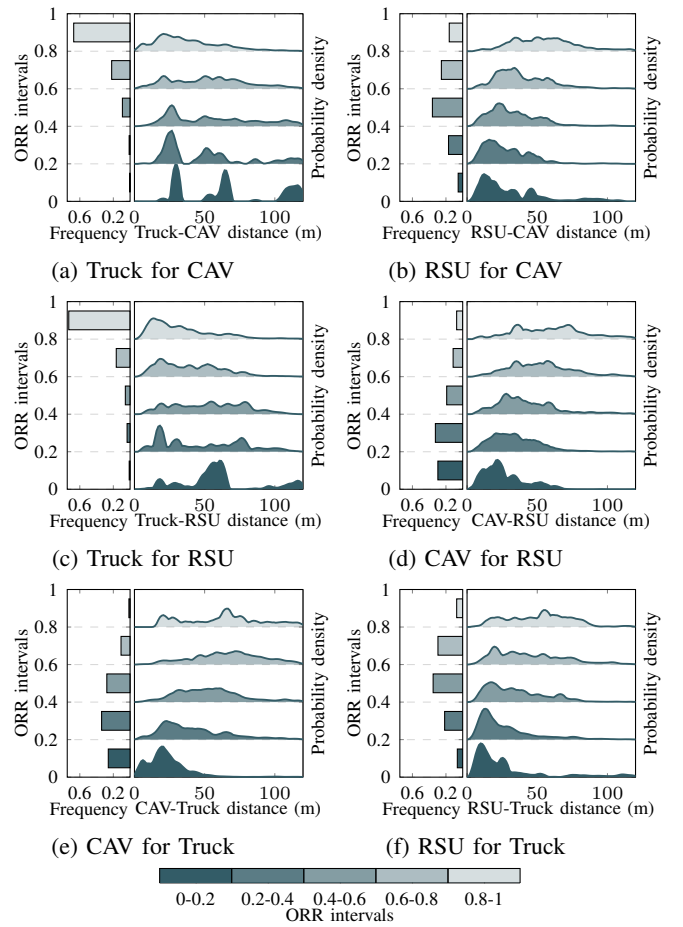 1
0.8
0.6
0.4
0.2
0
0.6 0.2
0 50 100
ORR intervals
Probability density
Frequency Truck-CAV distance (m)
(a) Truck for CAV
1
0.8
0.6
0.4
0.2
0
0.6 0.2
0 50 100
ORR intervals
Probability density
Frequency RSU-CAV distance (m)
(b) RSU for CAV
1
0.8
0.6
0.4
0.2
0
0.6 0.2
0 50 100
ORR intervals
Probability density
Frequency Truck-RSU distance (m)
(c) Truck for RSU
1
0.8
0.6
0.4
0.2
0
0.6 0.2
0 50 100
ORR intervals
Probability density
Frequency CAV-RSU distance (m)
(d) CAV for RSU
1
0.8
0.6
0.4
0.2
0
0.6 0.2
0 50 100
ORR intervals
Probability density
Frequency CAV-Truck distance (m)
(e) CAV for Truck
1
0.8
0.6
0.4
0.2
0
0.6 0.2
0 50 100
ORR intervals
Probability density
Frequency RSU-Truck distance (m)
(f) RSU for Truck
0-0.2 0.2-0.4 0.4-0.6 0.6-0.8 0.8-1
ORR intervals